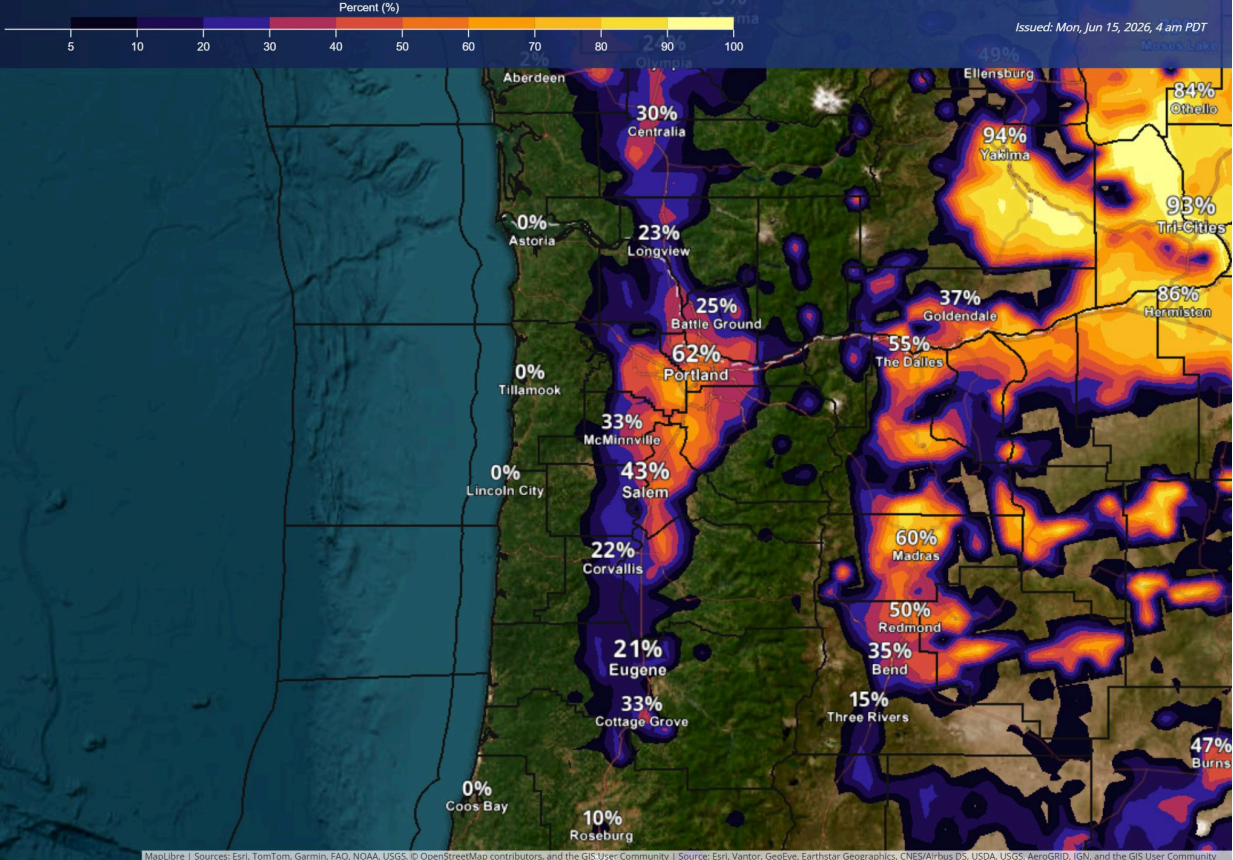 Percent (%)
5 10 20 30 40 50 60 70 80 90 100
Issued: Mon, Jun 15, 2026, 4 am PDT
Moses Lake
24%
Olympia
2%
Aberdeen
49%
Ellensburg
84%
Othello
30%
Centralia
94%
Yakima
93%
Tri-Cities
0%
Astoria
23%
Longview
86%
Hermiston
37%
Goldendale
25%
Battle Ground
55%
The Dalles
62%
Portland
0%
Tillamook
33%
McMinnville
0%
Lincoln City
43%
Salem
60%
Madras
22%
Corvallis
50%
Redmond
21%
Eugene
35%
Bend
33%
Cottage Grove
15%
Three Rivers
47%
Burns
0%
Coos Bay
10%
Roseburg
MapLibre | Sources: Esri, TomTom, Garmin, FAO, NOAA, USGS, © OpenStreetMap contributors, and the GIS User Community | Source: Esri, Vantor, GeoEye, Earthstar Geographics, CNES/Airbus DS, USDA, USGS, AeroGRID, IGN, and the GIS User Community